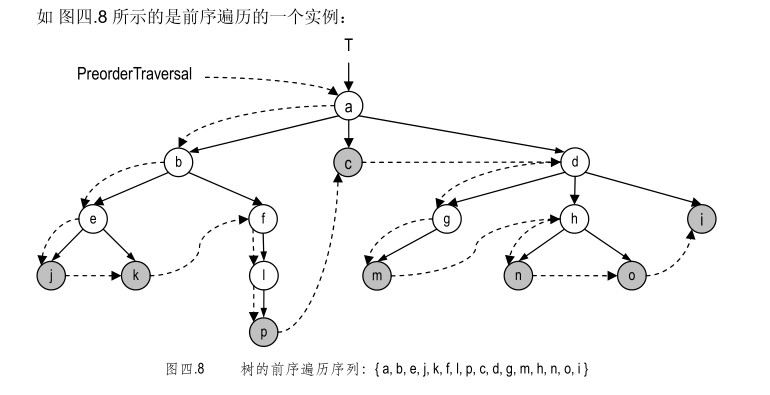 如 图四.8 所示的是前序遍历的一个实例：
T
PreorderTraversal
a
b
c
d
e
f
g
h
i
j
k
l
m
n
o
p
图四.8 树的前序遍历序列：{ a, b, e, j, k, f, l, p, c, d, g, m, h, n, o, i }